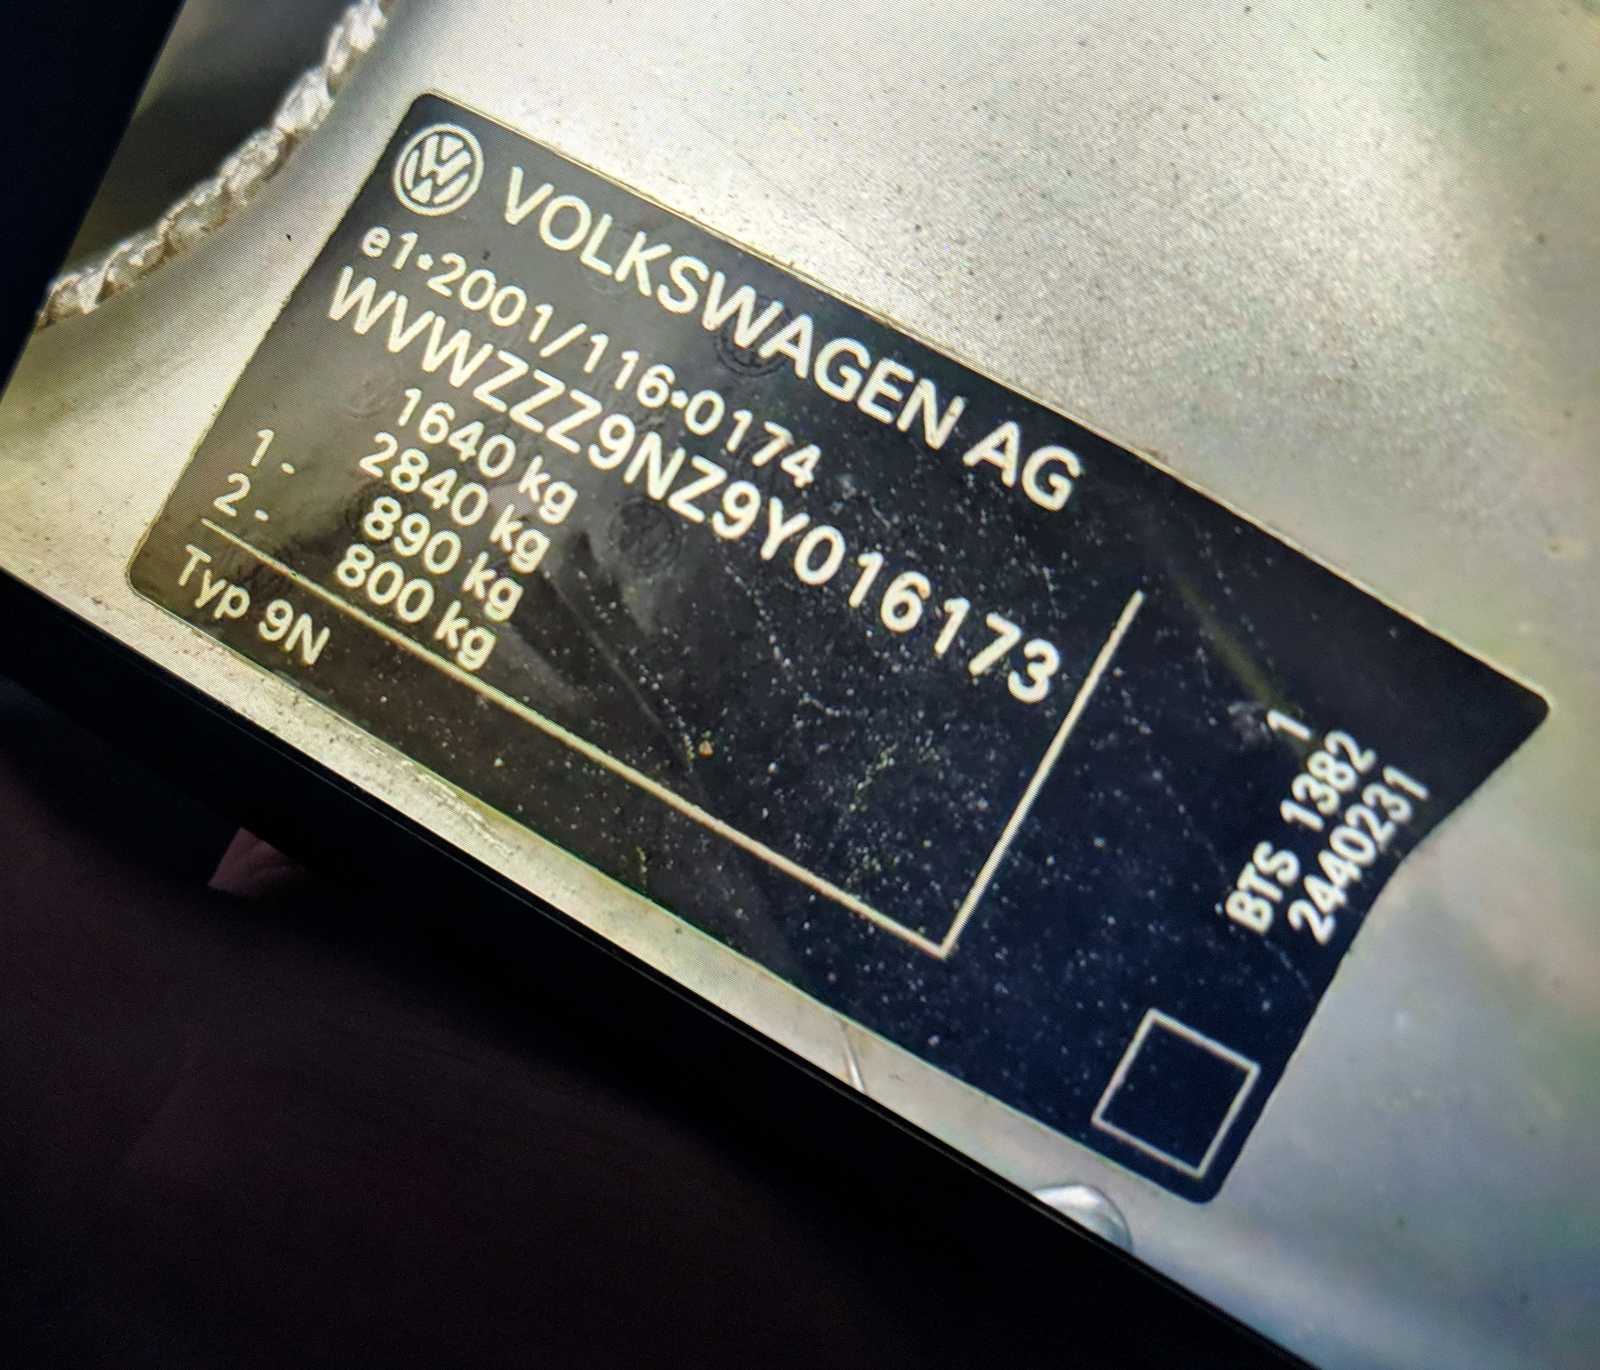 VOLKSWAGEN AG
e1*2001/116*0174
WVWZZZ9NZ9Y016173
1640 kg
2840 kg
1 - 890 kg
2 - 800 kg
Typ 9N
1
BTS 1382
2440231